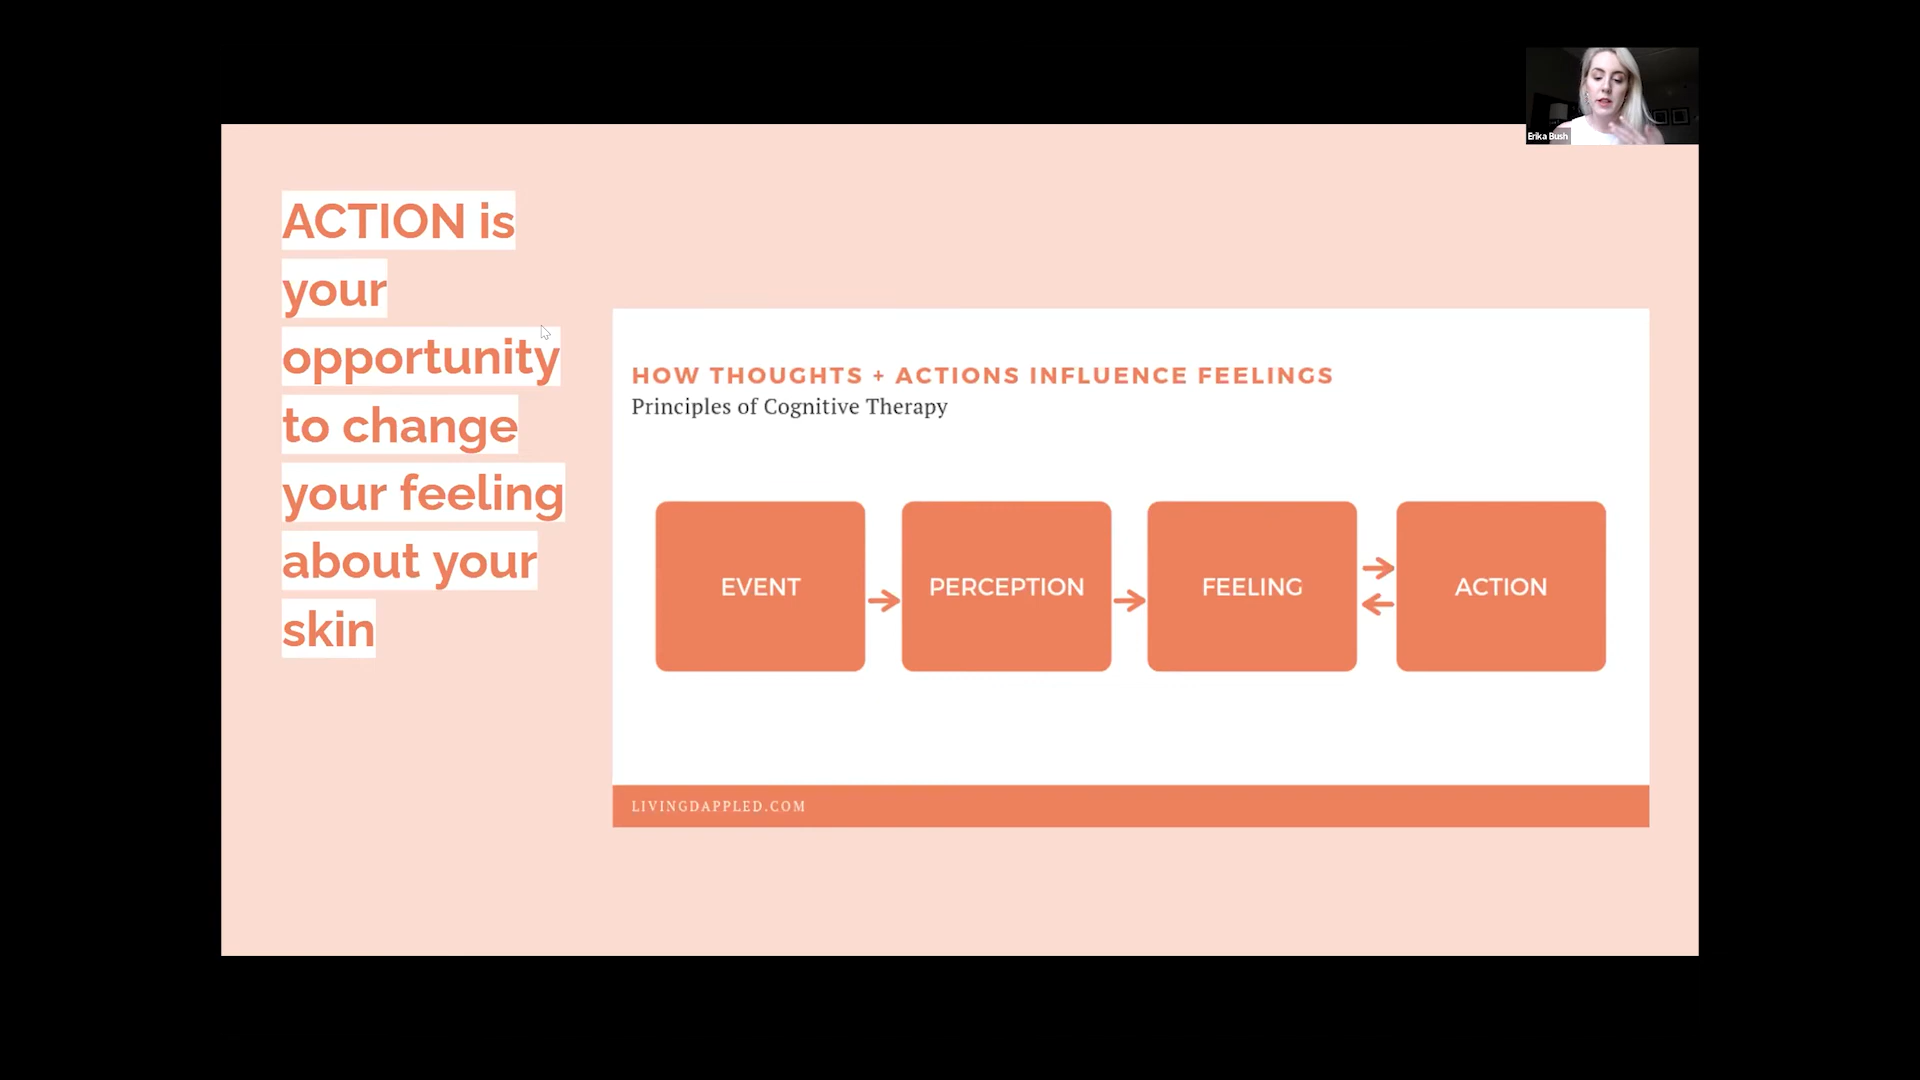 Erika Bush
ACTION is
your
opportunity
to change
your feeling
about your
skin
HOW THOUGHTS + ACTIONS INFLUENCE FEELINGS
Principles of Cognitive Therapy
EVENT
PERCEPTION
FEELING
ACTION
LIVINGDAPPLED.COM